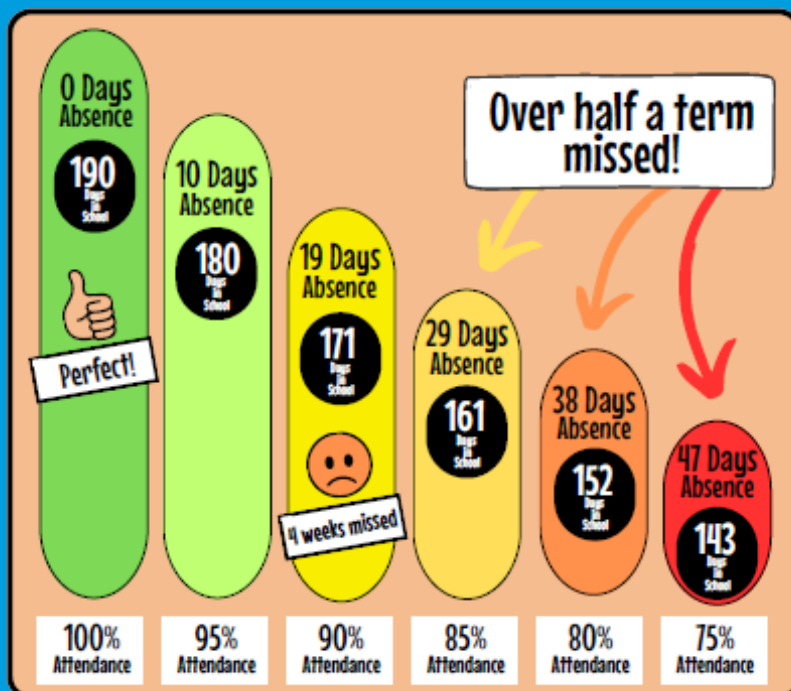 0 Days
Absence
190
Days
in
School
Perfect!
100%
Attendance
10 Days
Absence
180
Days
in
School
95%
Attendance
19 Days
Absence
171
Days
in
School
4 weeks missed
90%
Attendance
Over half a term
missed!
29 Days
Absence
161
Days
in
School
85%
Attendance
38 Days
Absence
152
Days
in
School
80%
Attendance
47 Days
Absence
143
Days
in
School
75%
Attendance